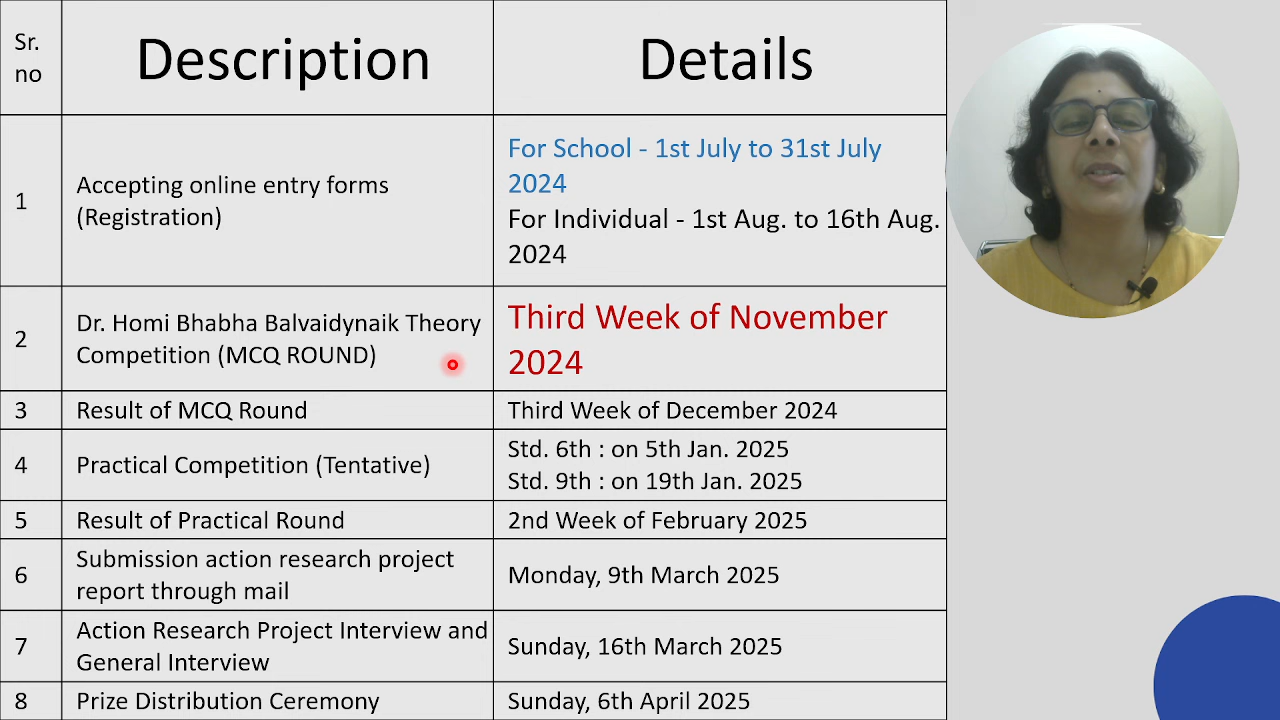 Sr.
no
Description
Details
1
Accepting online entry forms
(Registration)
For School - 1st July to 31st July
2024
For Individual - 1st Aug. to 16th Aug.
2024
2
Dr. Homi Bhabha Balvaidynaik Theory
Competition (MCQ ROUND)
Third Week of November
2024
3
Result of MCQ Round
Third Week of December 2024
4
Practical Competition (Tentative)
Std. 6th : on 5th Jan. 2025
Std. 9th : on 19th Jan. 2025
5
Result of Practical Round
2nd Week of February 2025
6
Submission action research project
report through mail
Monday, 9th March 2025
7
Action Research Project Interview and
General Interview
Sunday, 16th March 2025
8
Prize Distribution Ceremony
Sunday, 6th April 2025